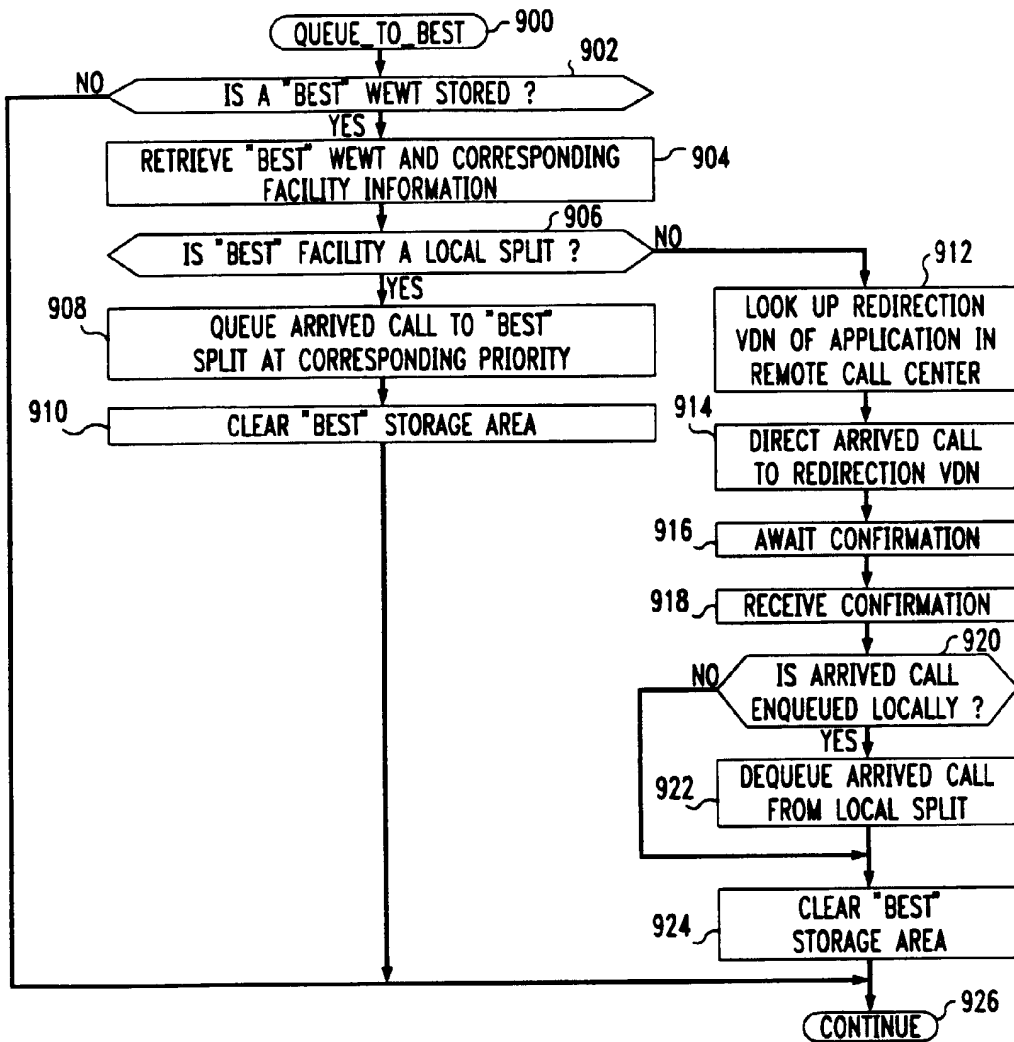 QUEUE_TO_BEST
900
902
NO
IS A "BEST" WEWT STORED ?
YES
RETRIEVE "BEST" WEWT AND CORRESPONDING
FACILITY INFORMATION
904
906
IS "BEST" FACILITY A LOCAL SPLIT ?
NO
YES
908
QUEUE ARRIVED CALL TO "BEST"
SPLIT AT CORRESPONDING PRIORITY
910
CLEAR "BEST" STORAGE AREA
912
LOOK UP REDIRECTION
VDN OF APPLICATION IN
REMOTE CALL CENTER
914
DIRECT ARRIVED CALL
TO REDIRECTION VDN
916
AWAIT CONFIRMATION
918
RECEIVE CONFIRMATION
920
NO
IS ARRIVED CALL
ENQUEUED LOCALLY ?
YES
922
DEQUEUE ARRIVED CALL
FROM LOCAL SPLIT
924
CLEAR "BEST"
STORAGE AREA
CONTINUE
926